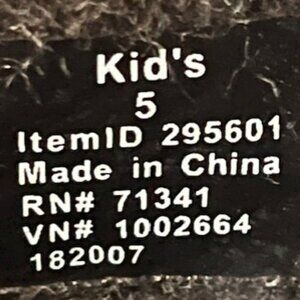 Kid's
5
ItemID 295601
Made in China
RN# 71341
VN# 1002664
182007